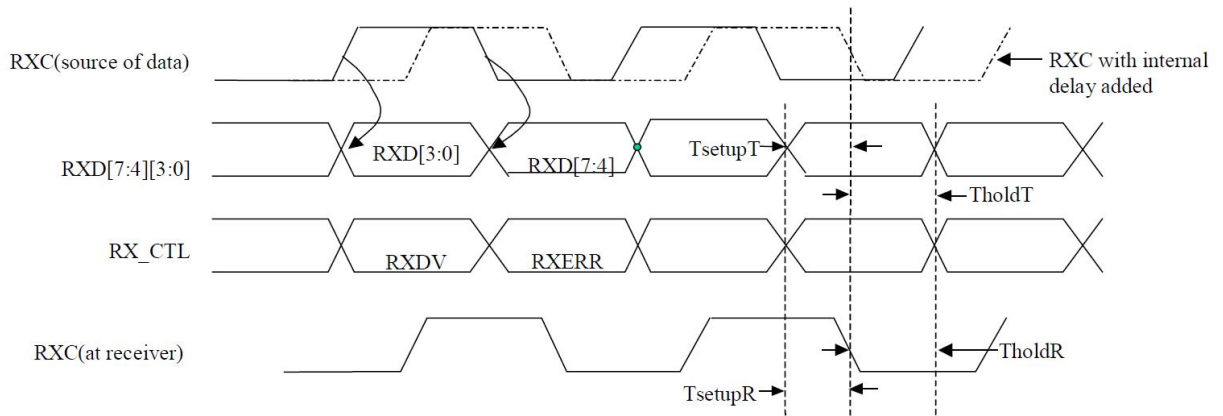 RXC(source of data)
RXC with internal
delay added
RXD[7:4][3:0]
RXD[3:0]
RXD[7:4]
TsetupT
TholdT
RX_CTL
RXDV
RXERR
RXC(at receiver)
TholdR
TsetupR